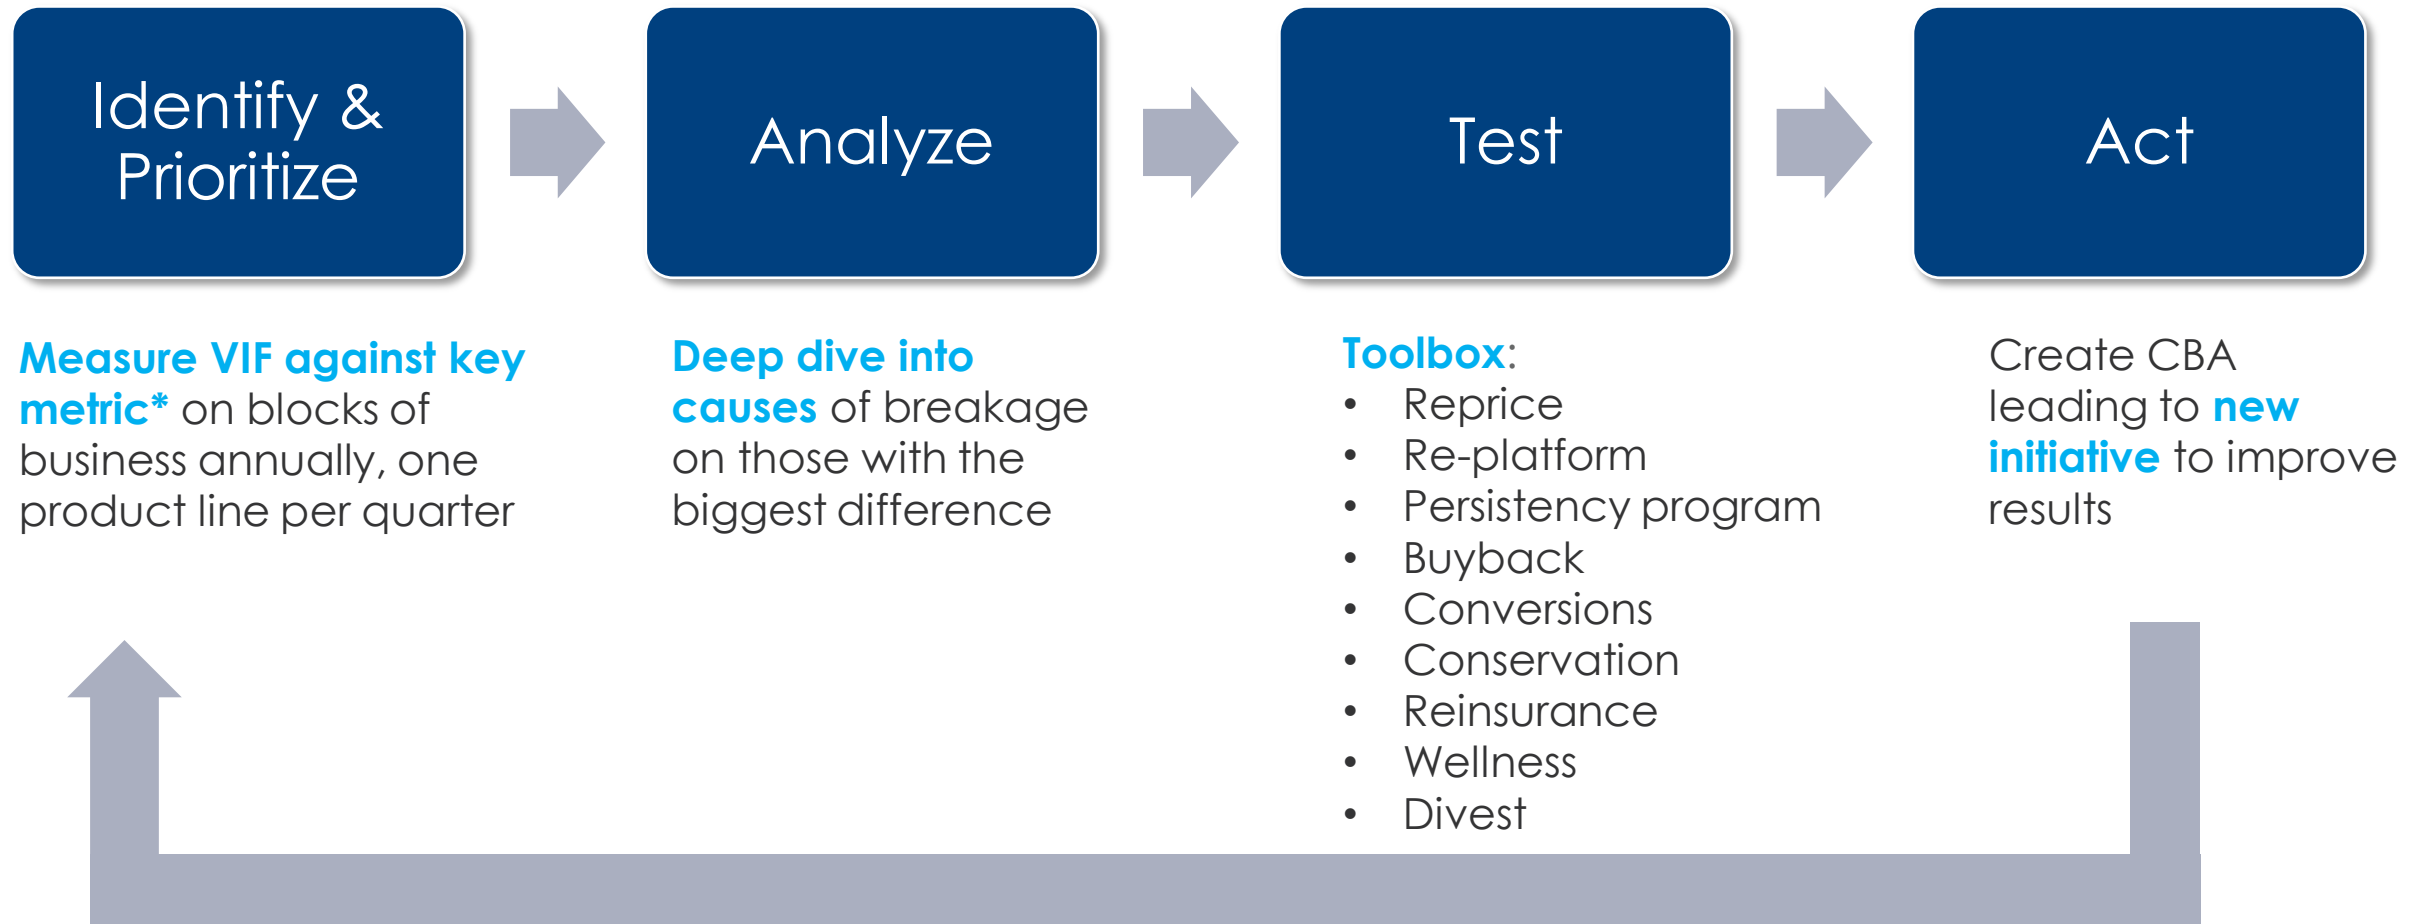 Identify &
Prioritize
Analyze
Test
Act
Measure VIF against key
metric* on blocks of
business annually, one
product line per quarter
Deep dive into
causes of breakage
on those with the
biggest difference
Toolbox:
• Reprice
• Re-platform
• Persistency program
• Buyback
• Conversions
• Conservation
• Reinsurance
• Wellness
• Divest
Create CBA
leading to new
initiative to improve
results